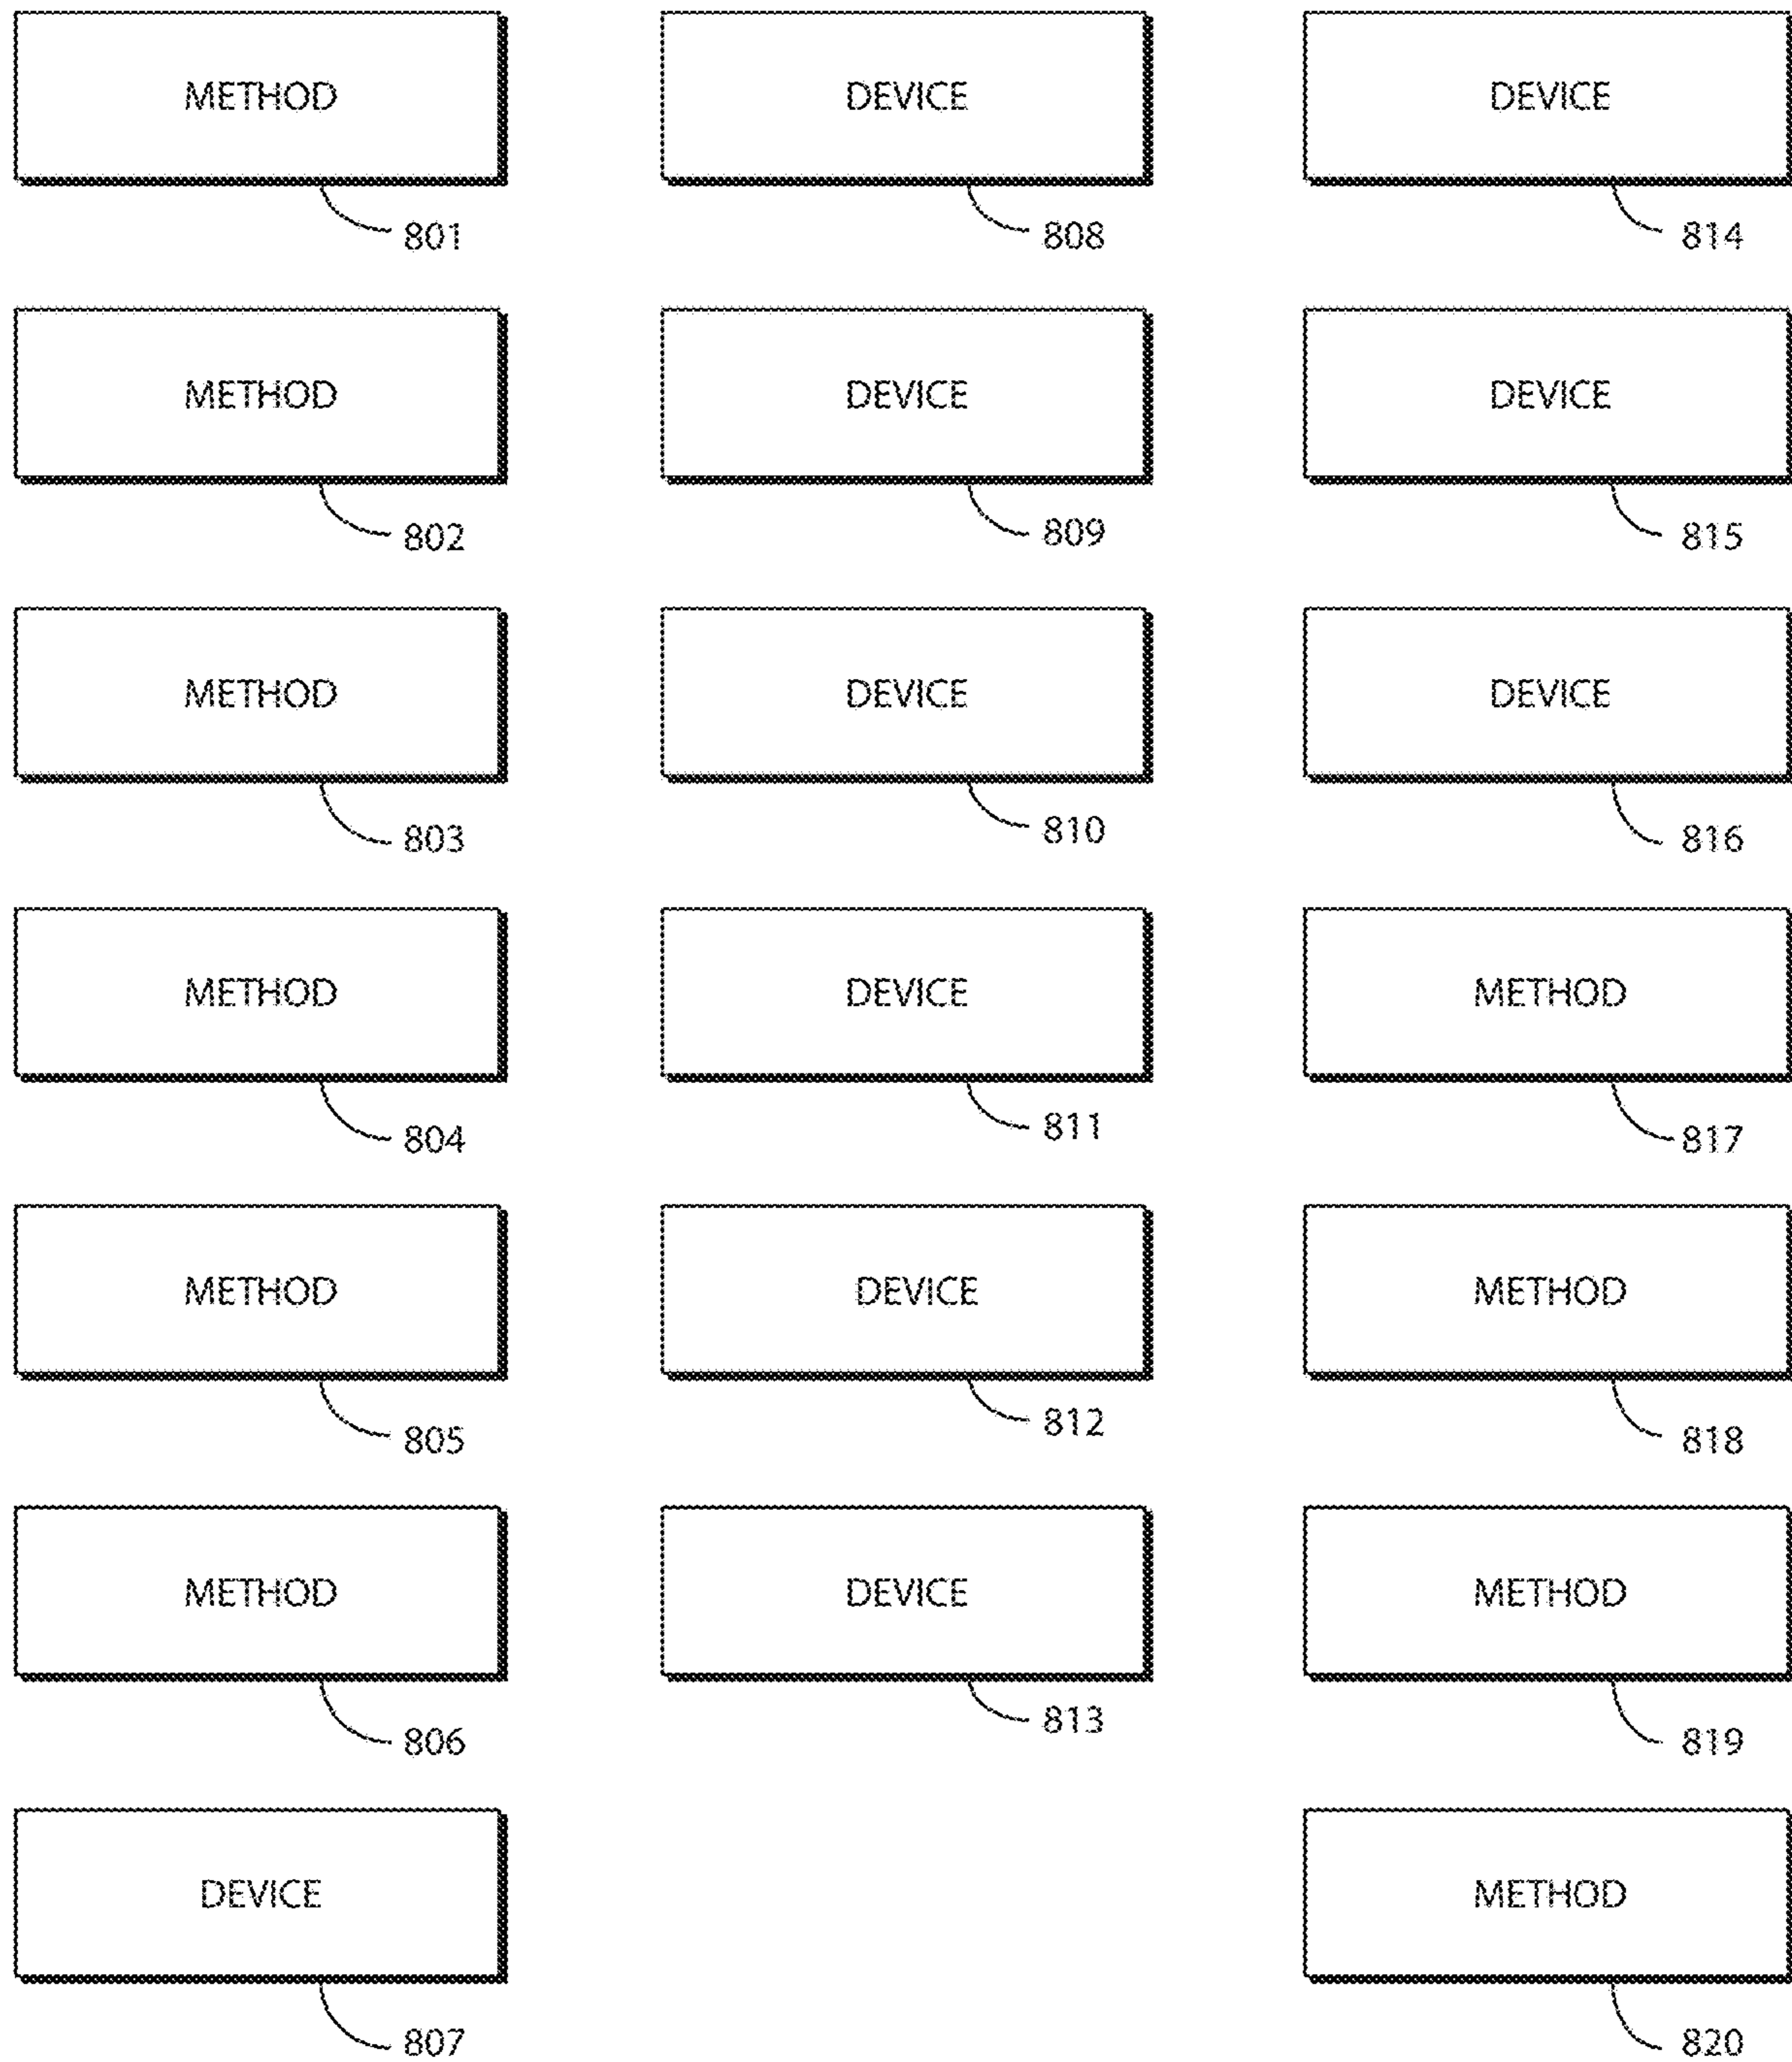 METHOD
801
METHOD
802
METHOD
803
METHOD
804
METHOD
805
METHOD
806
DEVICE
807
DEVICE
808
DEVICE
809
DEVICE
810
DEVICE
811
DEVICE
812
DEVICE
813
DEVICE
814
DEVICE
815
DEVICE
816
METHOD
817
METHOD
818
METHOD
819
METHOD
820